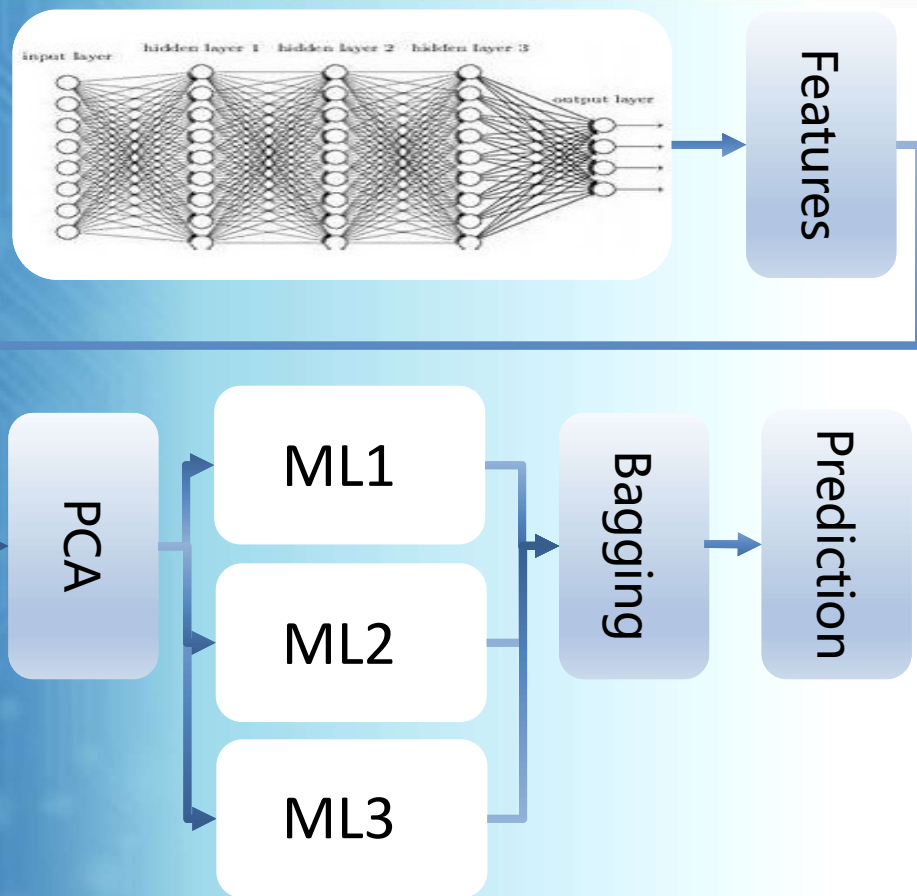 input layer
hidden layer 1 hidden layer 2 hidden layer 3
output layer
Features
PCA
ML1
ML2
ML3
Bagging
Prediction